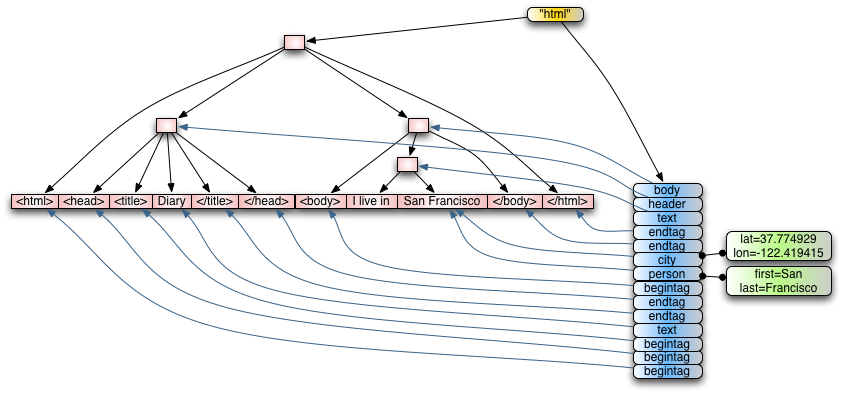 "html"
<html> <head> <title> Diary </title> </head> <body> I live in San Francisco </body> </html>
body
header
text
endtag
endtag
city
person
begintag
endtag
endtag
text
begintag
begintag
begintag
lat=37.774929
lon=-122.419415
first=San
last=Francisco